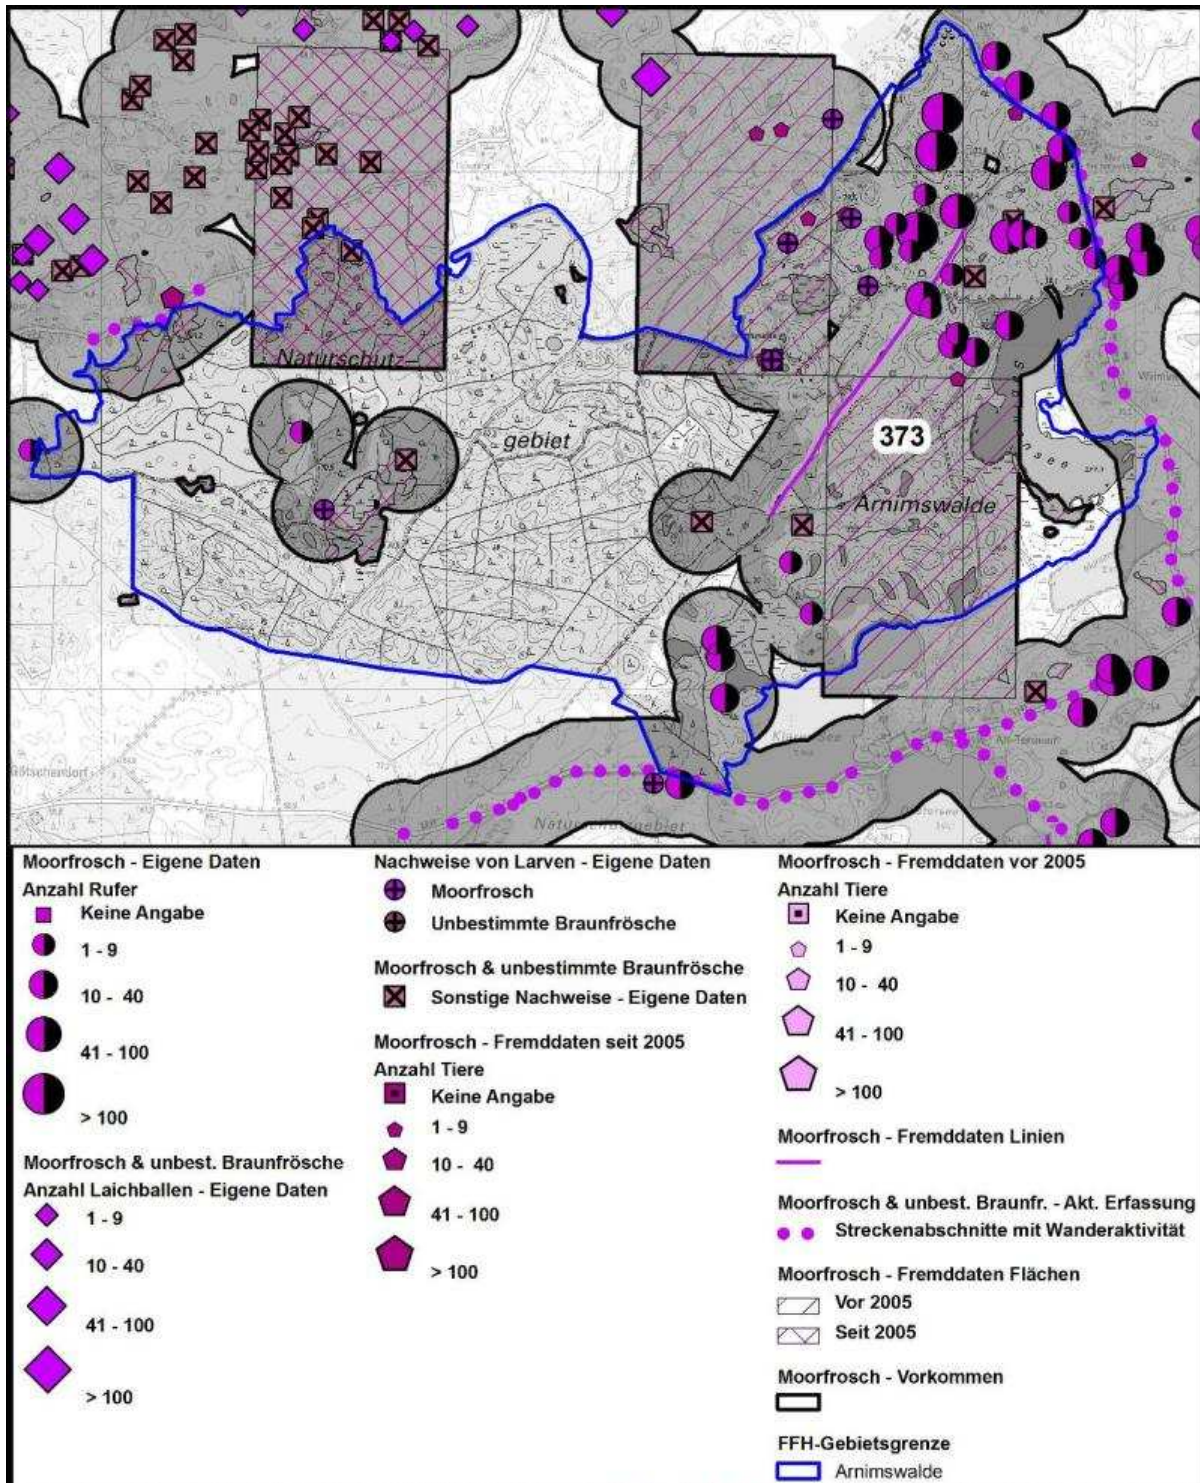 Naturschutz-
gebiet
373
Arnimswalde
Götschendorf
Naturschutzgebiet
Moorfrosch - Eigene Daten
Anzahl Rufer
Keine Angabe
1 - 9
10 - 40
41 - 100
> 100
Moorfrosch & unbest. Braunfrösche
Anzahl Laichballen - Eigene Daten
1 - 9
10 - 40
41 - 100
> 100
Nachweise von Larven - Eigene Daten
Moorfrosch
Unbestimmte Braunfrösche
Moorfrosch & unbestimmte Braunfrösche
Sonstige Nachweise - Eigene Daten
Moorfrosch - Fremddaten seit 2005
Anzahl Tiere
Keine Angabe
1 - 9
10 - 40
41 - 100
> 100
Moorfrosch - Fremddaten vor 2005
Anzahl Tiere
Keine Angabe
1 - 9
10 - 40
41 - 100
> 100
Moorfrosch - Fremddaten Linien
Moorfrosch & unbest. Braunfr. - Akt. Erfassung
Streckenabschnitte mit Wanderaktivität
Moorfrosch - Fremddaten Flächen
Vor 2005
Seit 2005
Moorfrosch - Vorkommen
FFH-Gebietsgrenze
Arnimswalde